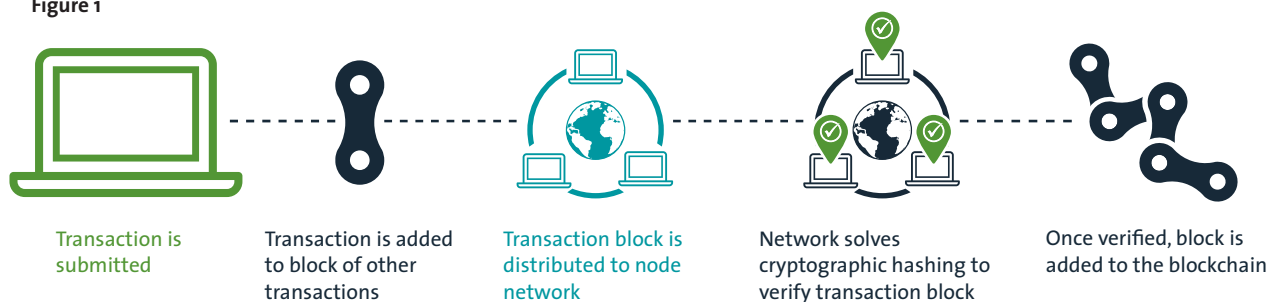 Figure 1
Transaction is
submitted
Transaction is added
to block of other
transactions
Transaction block is
distributed to node
network
Network solves
cryptographic hashing to
verify transaction block
Once verified, block is
added to the blockchain